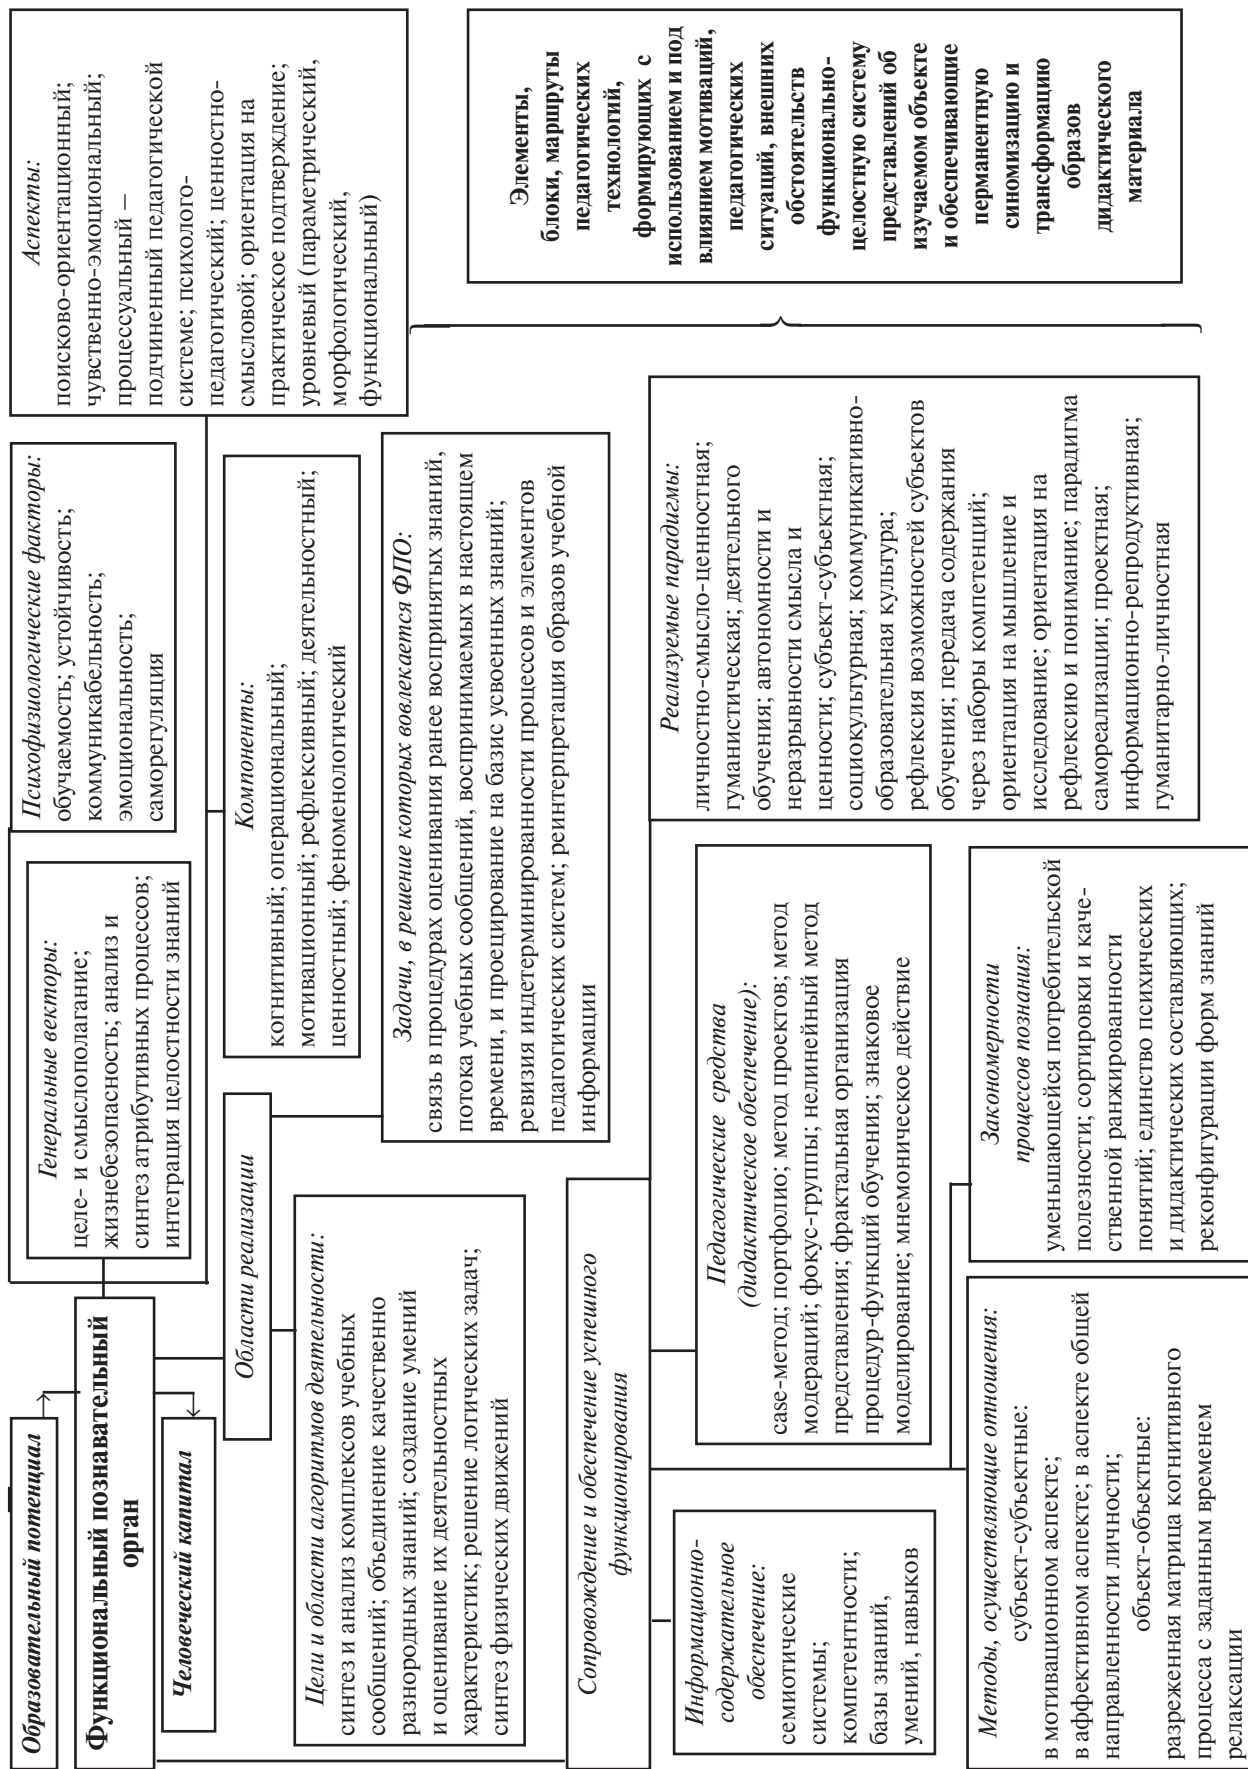 Образовательный потенциал
Функциональный познавательный
орган
Человеческий капитал
Генеральные векторы:
целе- и смыслополагание;
жизнебезопасность; анализ и
синтез атрибутивных процессов;
интеграция целостности знаний
Психофизиологические факторы:
обучаемость; устойчивость;
коммуникабельность;
эмоциональность;
саморегуляция
Аспекты:
поисково-ориентационный;
чувственно-эмоциональный;
процессуальный –
подчиненный педагогической
системе; психолого-
педагогический; ценностно-
смысловой; ориентация на
практическое подтверждение;
уровневый (параметрический,
морфологический,
функциональный)
Области реализации
Компоненты:
когнитивный; операциональный;
мотивационный; рефлексивный; деятельностный;
ценностный; феноменологический
Цели и области алгоритмов деятельности:
синтез и анализ комплексов учебных
сообщений; объединение качественно
разнородных знаний; создание умений
и оценивание их деятельностных
характеристик; решение логических задач;
синтез физических движений
Задачи, в решение которых вовлекается ФПО:
связь в процедурах оценивания ранее воспринятых знаний,
потока учебных сообщений, воспринимаемых в настоящем
времени, и проецирование на базис усвоенных знаний;
ревизия индетерминированности процессов и элементов
педагогических систем; реинтерпретация образов учебной
информации
Сопровождение и обеспечение успешного
функционирования
Информационно-
содержательное
обеспечение:
семиотические
системы;
компетентности;
базы знаний,
умений, навыков
Педагогические средства
(дидактическое обеспечение):
case-метод; портфолио; метод проектов; метод
модераций; фокус-группы; нелинейный метод
представления; фрактальная организация
процедур-функций обучения; знаковое
моделирование; мнемоническое действие
Реализуемые парадигмы:
личностно-смысло-ценностная;
гуманистическая; деятельного
обучения; автономности и
неразрывности смысла и
ценности; субъект-субъектная;
социокультурная; коммуникативно-
образовательная культура;
рефлексия возможностей субъектов
обучения; передача содержания
через наборы компетенций;
ориентация на мышление и
исследование; ориентация на
рефлексию и понимание; парадигма
самореализации; проектная;
информационно-репродуктивная;
гуманитарно-личностная
Методы, осуществляющие отношения:
субъект-субъектные:
в мотивационном аспекте;
в аффективном аспекте; в аспекте общей
направленности личности;
объект-объектные:
разреженная матрица когнитивного
процесса с заданным временем
релаксации
Закономерности
процессов познания:
уменьшающейся потребительской
полезности; сортировки и каче-
ственной ранжированности
понятий; единство психических
и дидактических составляющих;
реконфигурации форм знаний
Элементы,
блоки, маршруты
педагогических
технологий,
формирующих с
использованием и под
влиянием мотиваций,
педагогических
ситуаций, внешних
обстоятельств
функционально-
целостную систему
представлений об
изучаемом объекте
и обеспечивающие
перманентную
синомизацию и
трансформацию
образов
дидактического
материала